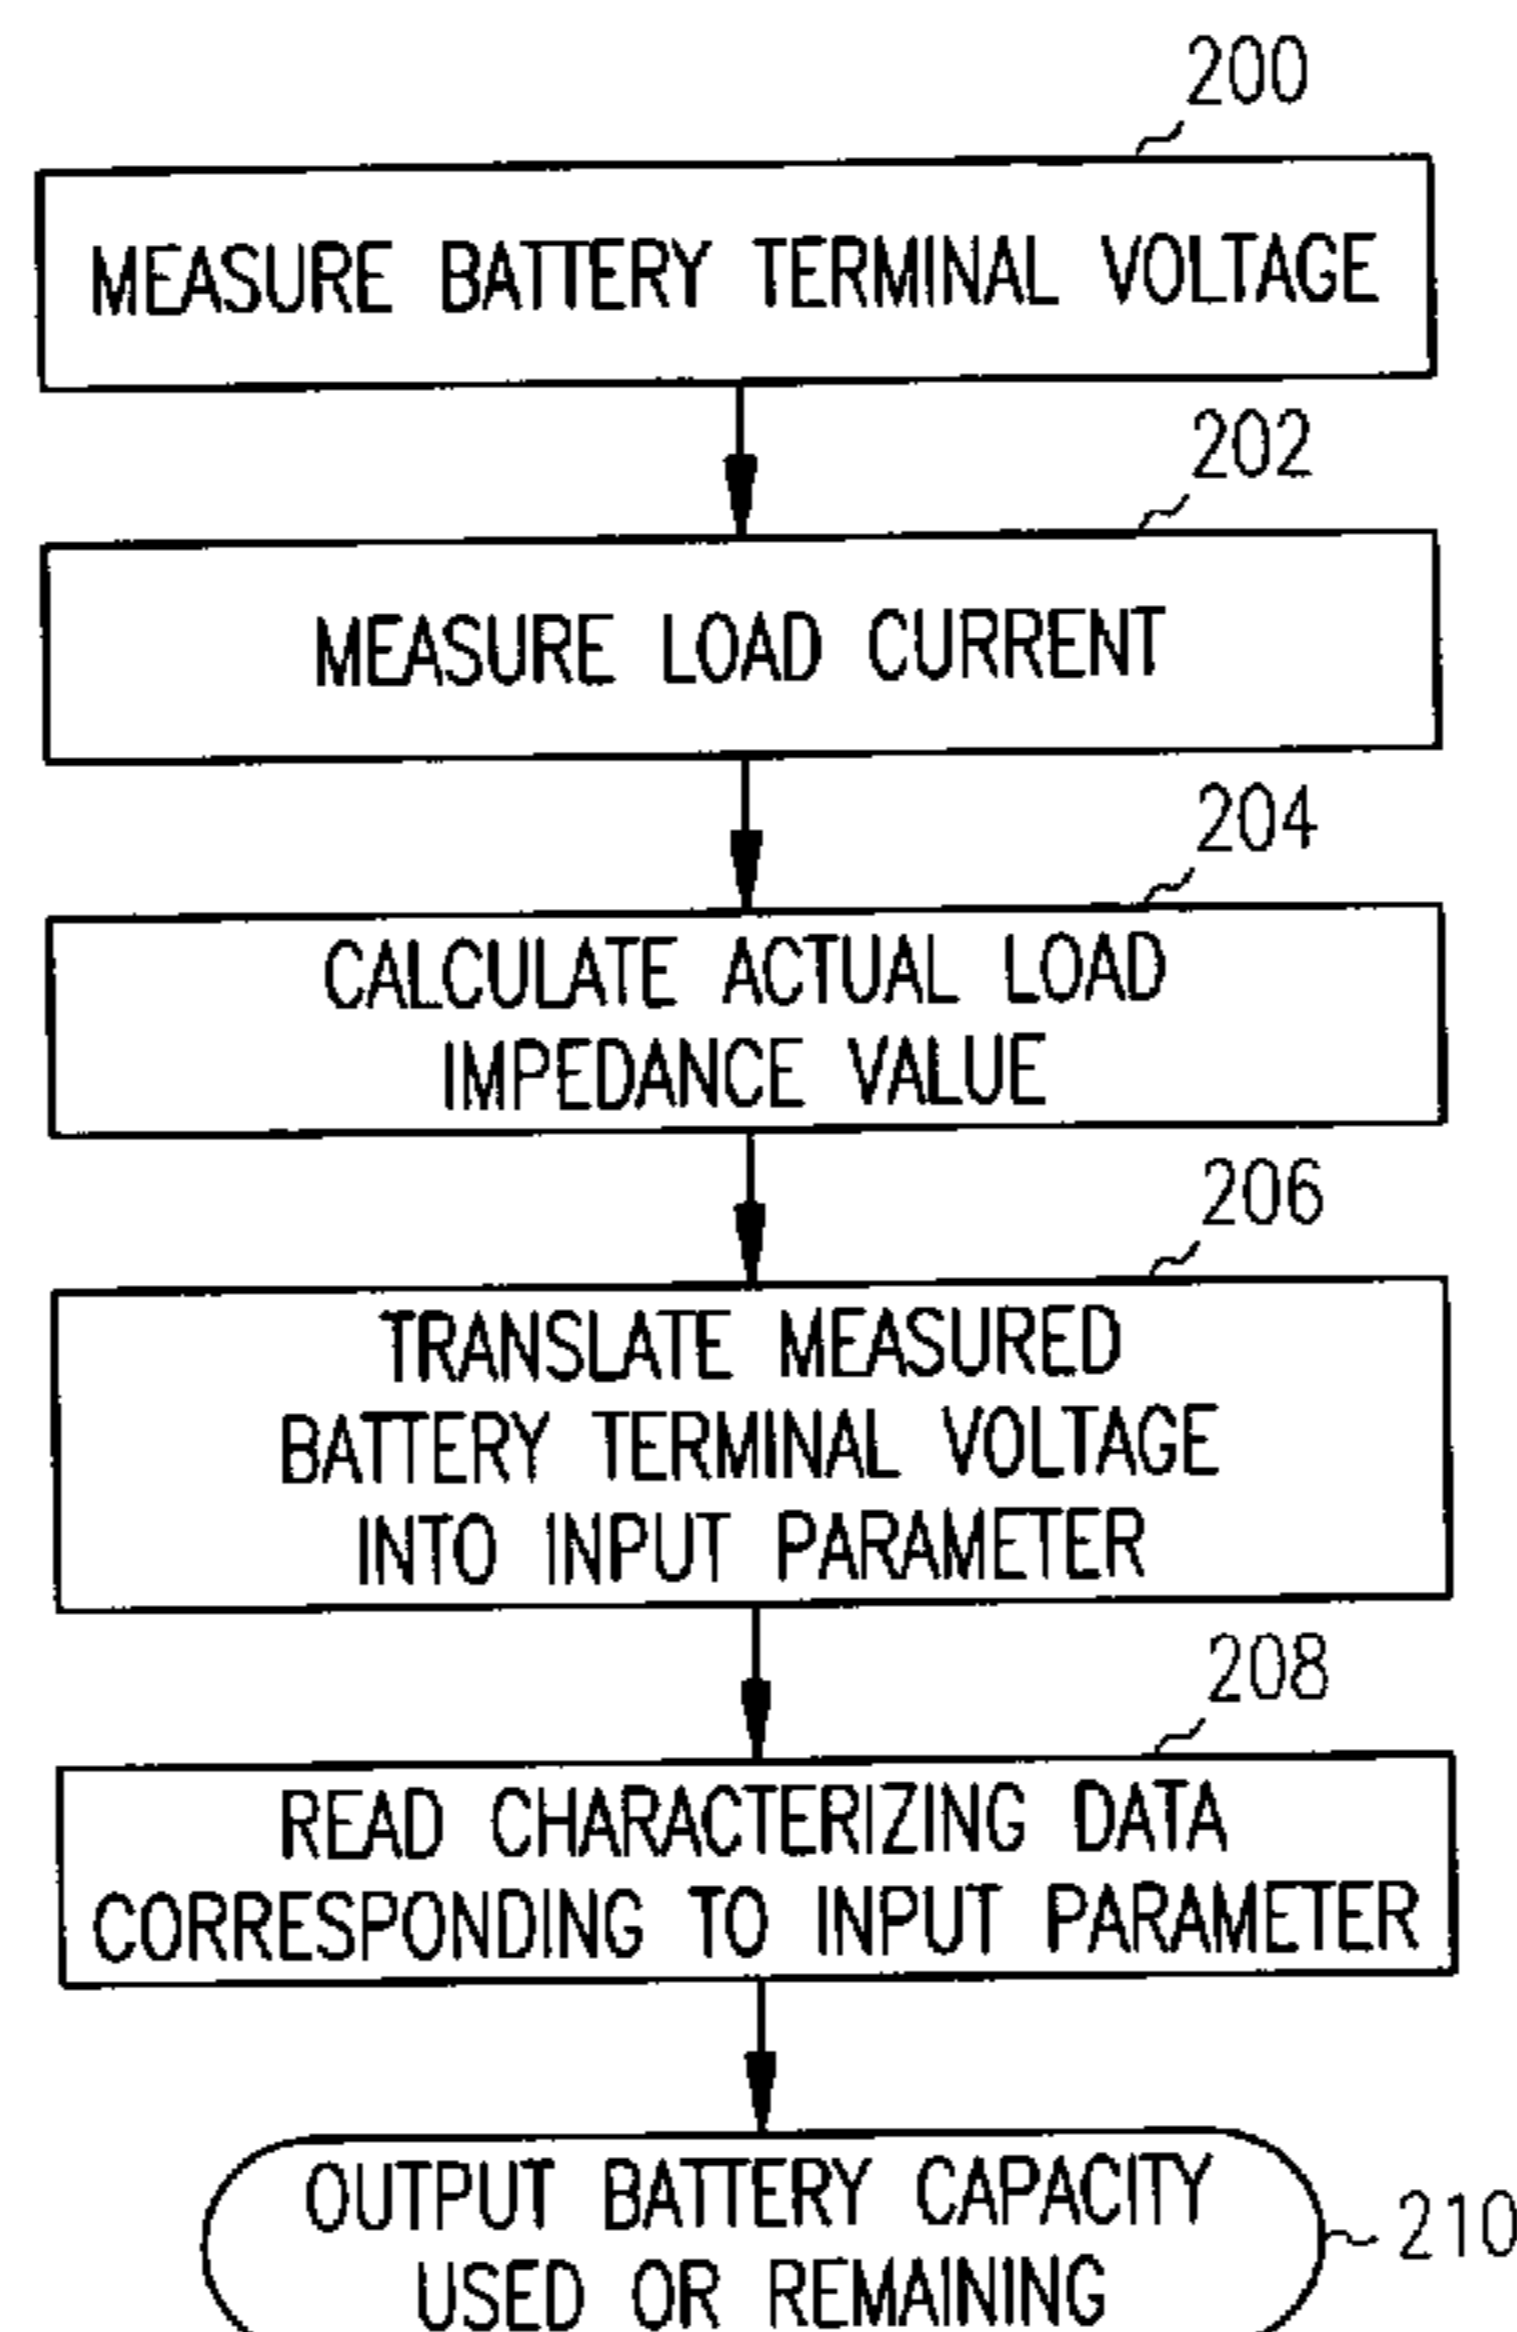 200
MEASURE BATTERY TERMINAL VOLTAGE
202
MEASURE LOAD CURRENT
204
CALCULATE ACTUAL LOAD
IMPEDANCE VALUE
206
TRANSLATE MEASURED
BATTERY TERMINAL VOLTAGE
INTO INPUT PARAMETER
208
READ CHARACTERIZING DATA
CORRESPONDING TO INPUT PARAMETER
OUTPUT BATTERY CAPACITY
210
USED OR REMAINING